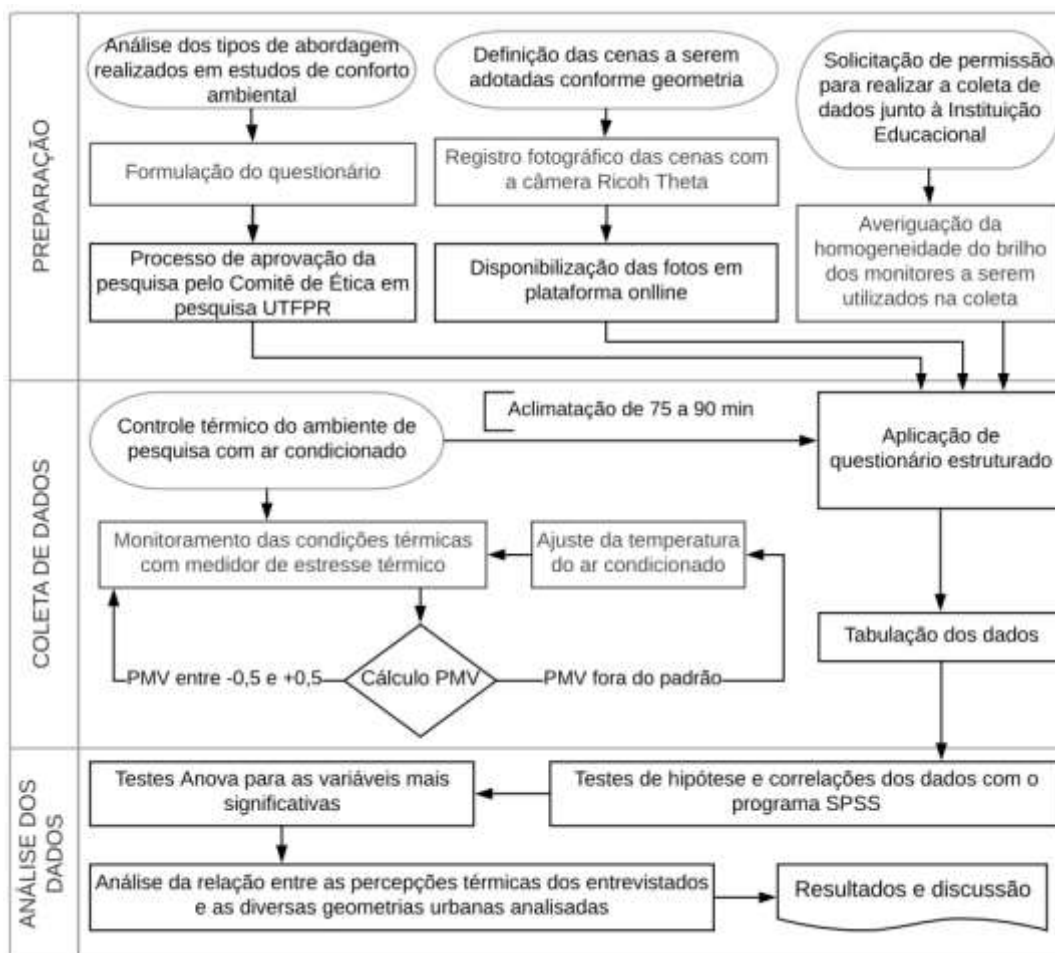 PREPARAÇÃO
Análise dos tipos de abordagem
realizados em estudos de conforto
ambiental
Formulação do questionário
Processo de aprovação da
pesquisa pelo Comitê de Ética em
pesquisa UTFPR
Definição das cenas a serem
adotadas conforme geometria
Registro fotográfico das cenas com
a câmera Ricoh Theta
Disponibilização das fotos em
plataforma onlline
Solicitação de permissão
para realizar a coleta de
dados junto à Instituição
Educacional
Averiguação da
homogeneidade do brilho
dos monitores a serem
utilizados na coleta
COLETA DE DADOS
Controle térmico do ambiente de
pesquisa com ar condicionado
Aclimatação de 75 a 90 min
Aplicação de
questionário estruturado
Monitoramento das condições térmicas
com medidor de estresse térmico
Ajuste da temperatura
do ar condicionado
PMV entre -0,5 e +0,5
Cálculo PMV
PMV fora do padrão
Tabulação dos dados
ANÁLISE DOS
DADOS
Testes Anova para as variáveis mais
significativas
Testes de hipótese e correlações dos dados com o
programa SPSS
Análise da relação entre as percepções térmicas dos entrevistados
e as diversas geometrias urbanas analisadas
Resultados e discussão